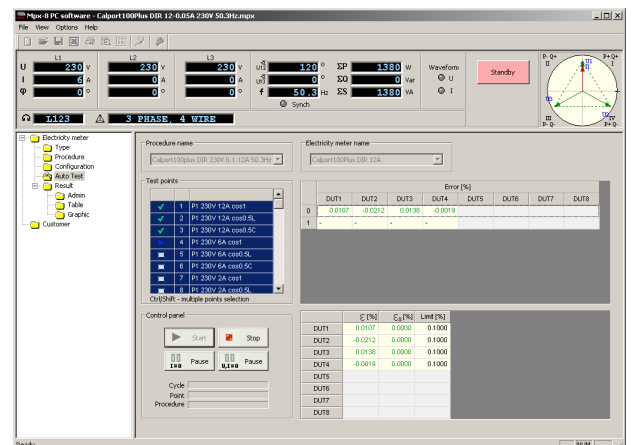 Mpx-8 PC software - Calport100Plus DIR 12-0.05A 230V 50.3Hz.mpx
File View Options Help
L1 L2 L3
U 230 V 230 V 230 V U12 120 ° ΣP 1380 W Waveform
I 6 A 0 A 0 A U13 120 ° ΣQ 0 Var U
φ 0 ° 0 ° 0 ° f 50.3 Hz ΣS 1380 VA I
Synch
Standby
P- Q+ P+ Q+
II I
U1
U3
III IV
P- Q- P+ Q-
L123 3 PHASE, 4 WIRE
Electricity meter
Type
Procedure
Configuration
Auto Test
Result
Admin
Table
Graphic
Customer
Procedure name
Calport100Plus DIR 230V 0.1-12A 50.3Hz
Electricity meter name
Calport100Plus DIR 12A
Test points
1 P1 230V 12A cos1
2 P1 230V 12A cos0.5L
3 P1 230V 12A cos0.5C
4 P1 230V 6A cos1
5 P1 230V 6A cos0.5L
6 P1 230V 6A cos0.5C
7 P1 230V 2A cos1
8 P1 230V 2A cos0.5L
Ctrl/Shift - multiple points selection
Error [%]
DUT1 DUT2 DUT3 DUT4 DUT5 DUT6 DUT7 DUT8
0 0.0107 -0.0212 0.0138 -0.0019
1 - - - -
Control panel
Start Stop
I=0 Pause U,I=0 Pause
Cycle
Point
Procedure
Ɛ [%] Ɛs [%] Limit [%]
DUT1 0.0107 0.0000 0.1000
DUT2 -0.0212 0.0000 0.1000
DUT3 0.0138 0.0000 0.1000
DUT4 -0.0019 0.0000 0.1000
DUT5
DUT6
DUT7
DUT8
Ready NUM